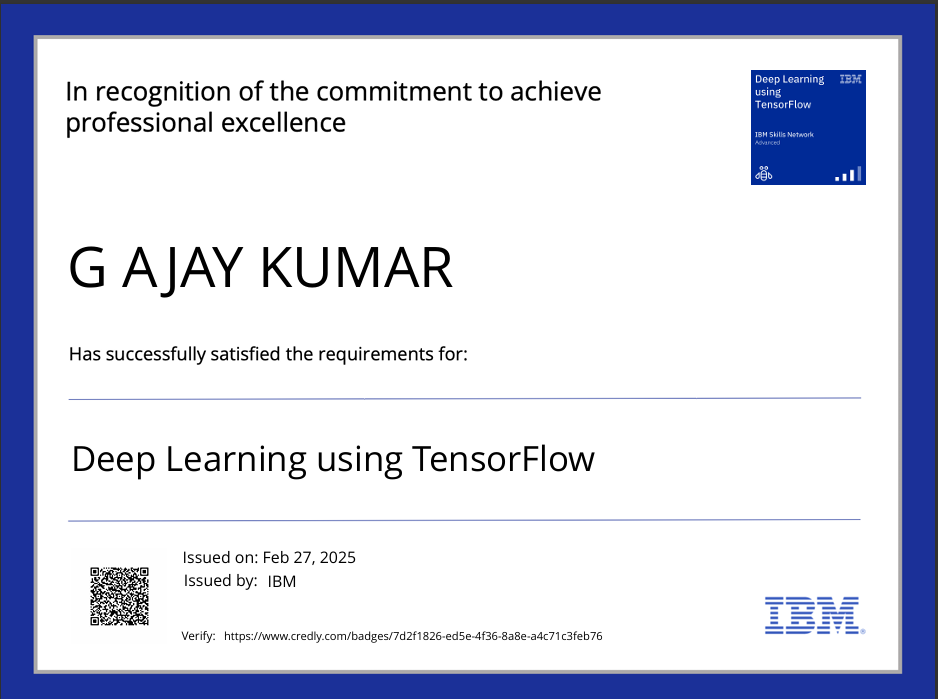 In recognition of the commitment to achieve
professional excellence
Deep Learning
using
TensorFlow
IBM
IBM Skills Network
Advanced
G AJAY KUMAR
Has successfully satisfied the requirements for:
Deep Learning using TensorFlow
Issued on: Feb 27, 2025
Issued by: IBM
Verify: https://www.credly.com/badges/7d2f1826-ed5e-4f36-8a8e-a4c71c3feb76
IBM®